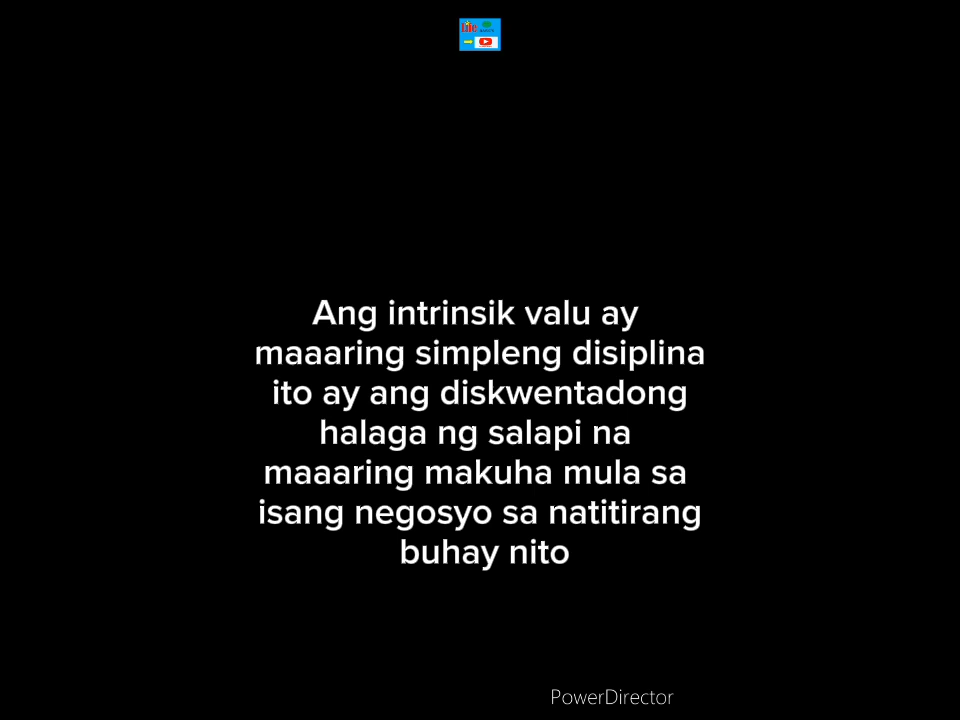 Life
Ang intrinsik valu ay
maaaring simpleng disiplina
ito ay ang diskwentadong
halaga ng salapi na
maaaring makuha mula sa
isang negosyo sa natitirang
buhay nito
PowerDirector